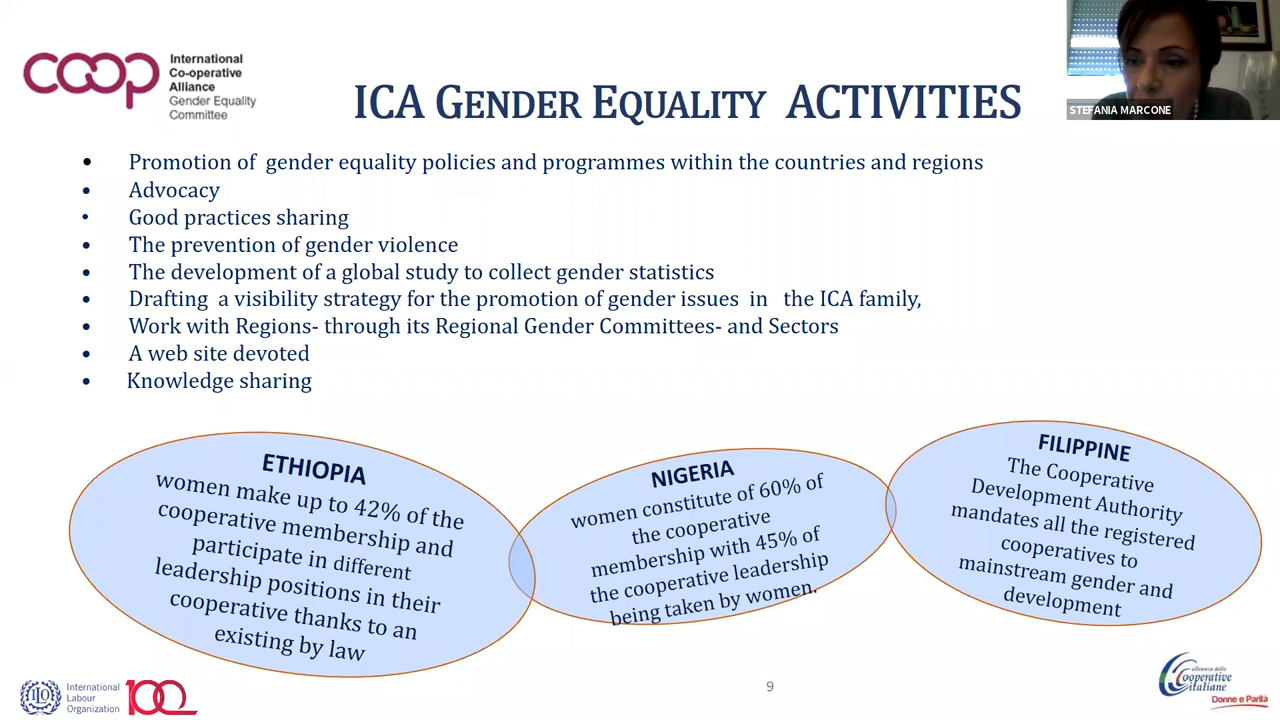 coop
International
Co-operative
Alliance
Gender Equality
Committee
ICA GENDER EQUALITY ACTIVITIES
STEFANIA MARCONE
• Promotion of gender equality policies and programmes within the countries and regions
• Advocacy
• Good practices sharing
• The prevention of gender violence
• The development of a global study to collect gender statistics
• Drafting a visibility strategy for the promotion of gender issues in the ICA family,
• Work with Regions- through its Regional Gender Committees- and Sectors
• A web site devoted
• Knowledge sharing
ETHIOPIA
women make up to 42% of the
cooperative membership and
participate in different
leadership positions in their
cooperative thanks to an
existing by law
NIGERIA
women constitute of 60% of
the cooperative
membership with 45% of
the cooperative leadership
being taken by women.
FILIPPINE
The Cooperative
Development Authority
mandates all the registered
cooperatives to
mainstream gender and
development
ILO
International
Labour
Organization
100
9
alleanza delle
Cooperative
italiane
Donne e Parità